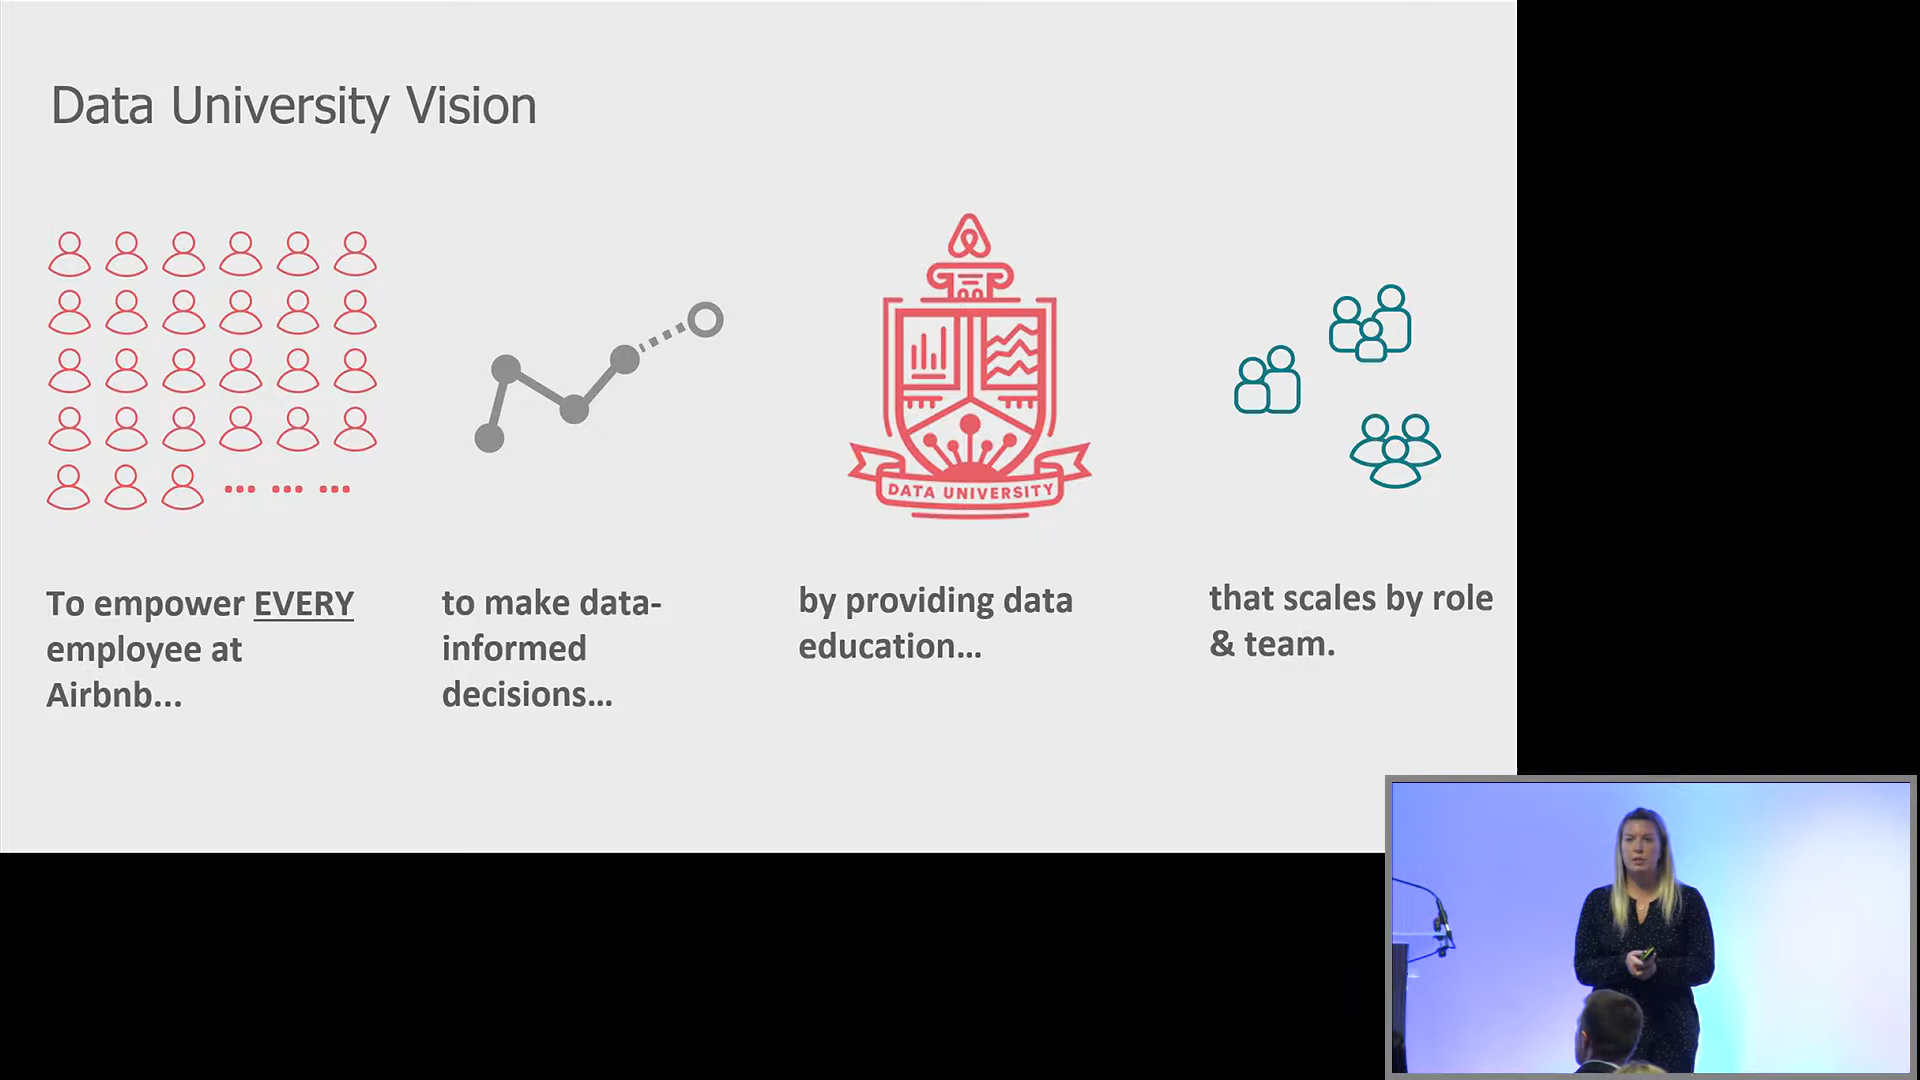 Data University Vision
DATA UNIVERSITY
To empower EVERY
employee at
Airbnb...
to make data-
informed
decisions...
by providing data
education...
that scales by role
& team.